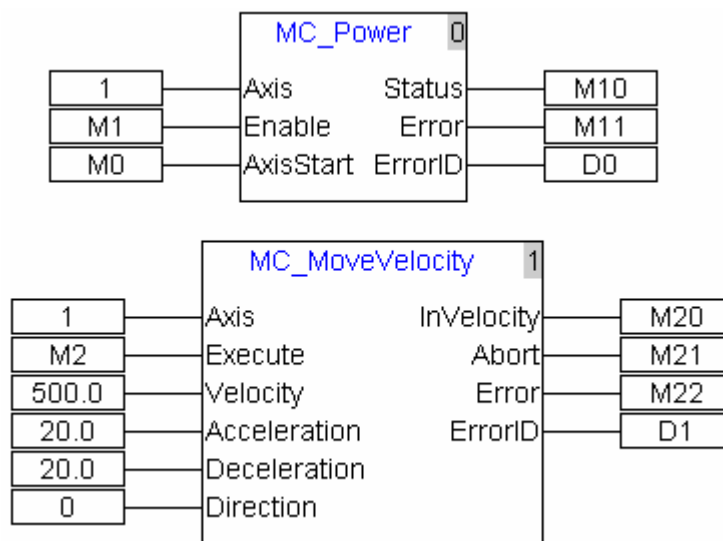 MC_Power 0
1 Axis Status M10
M1 Enable Error M11
M0 AxisStart ErrorID D0
MC_MoveVelocity 1
1 Axis InVelocity M20
M2 Execute Abort M21
500.0 Velocity Error M22
20.0 Acceleration ErrorID D1
20.0 Deceleration
0 Direction